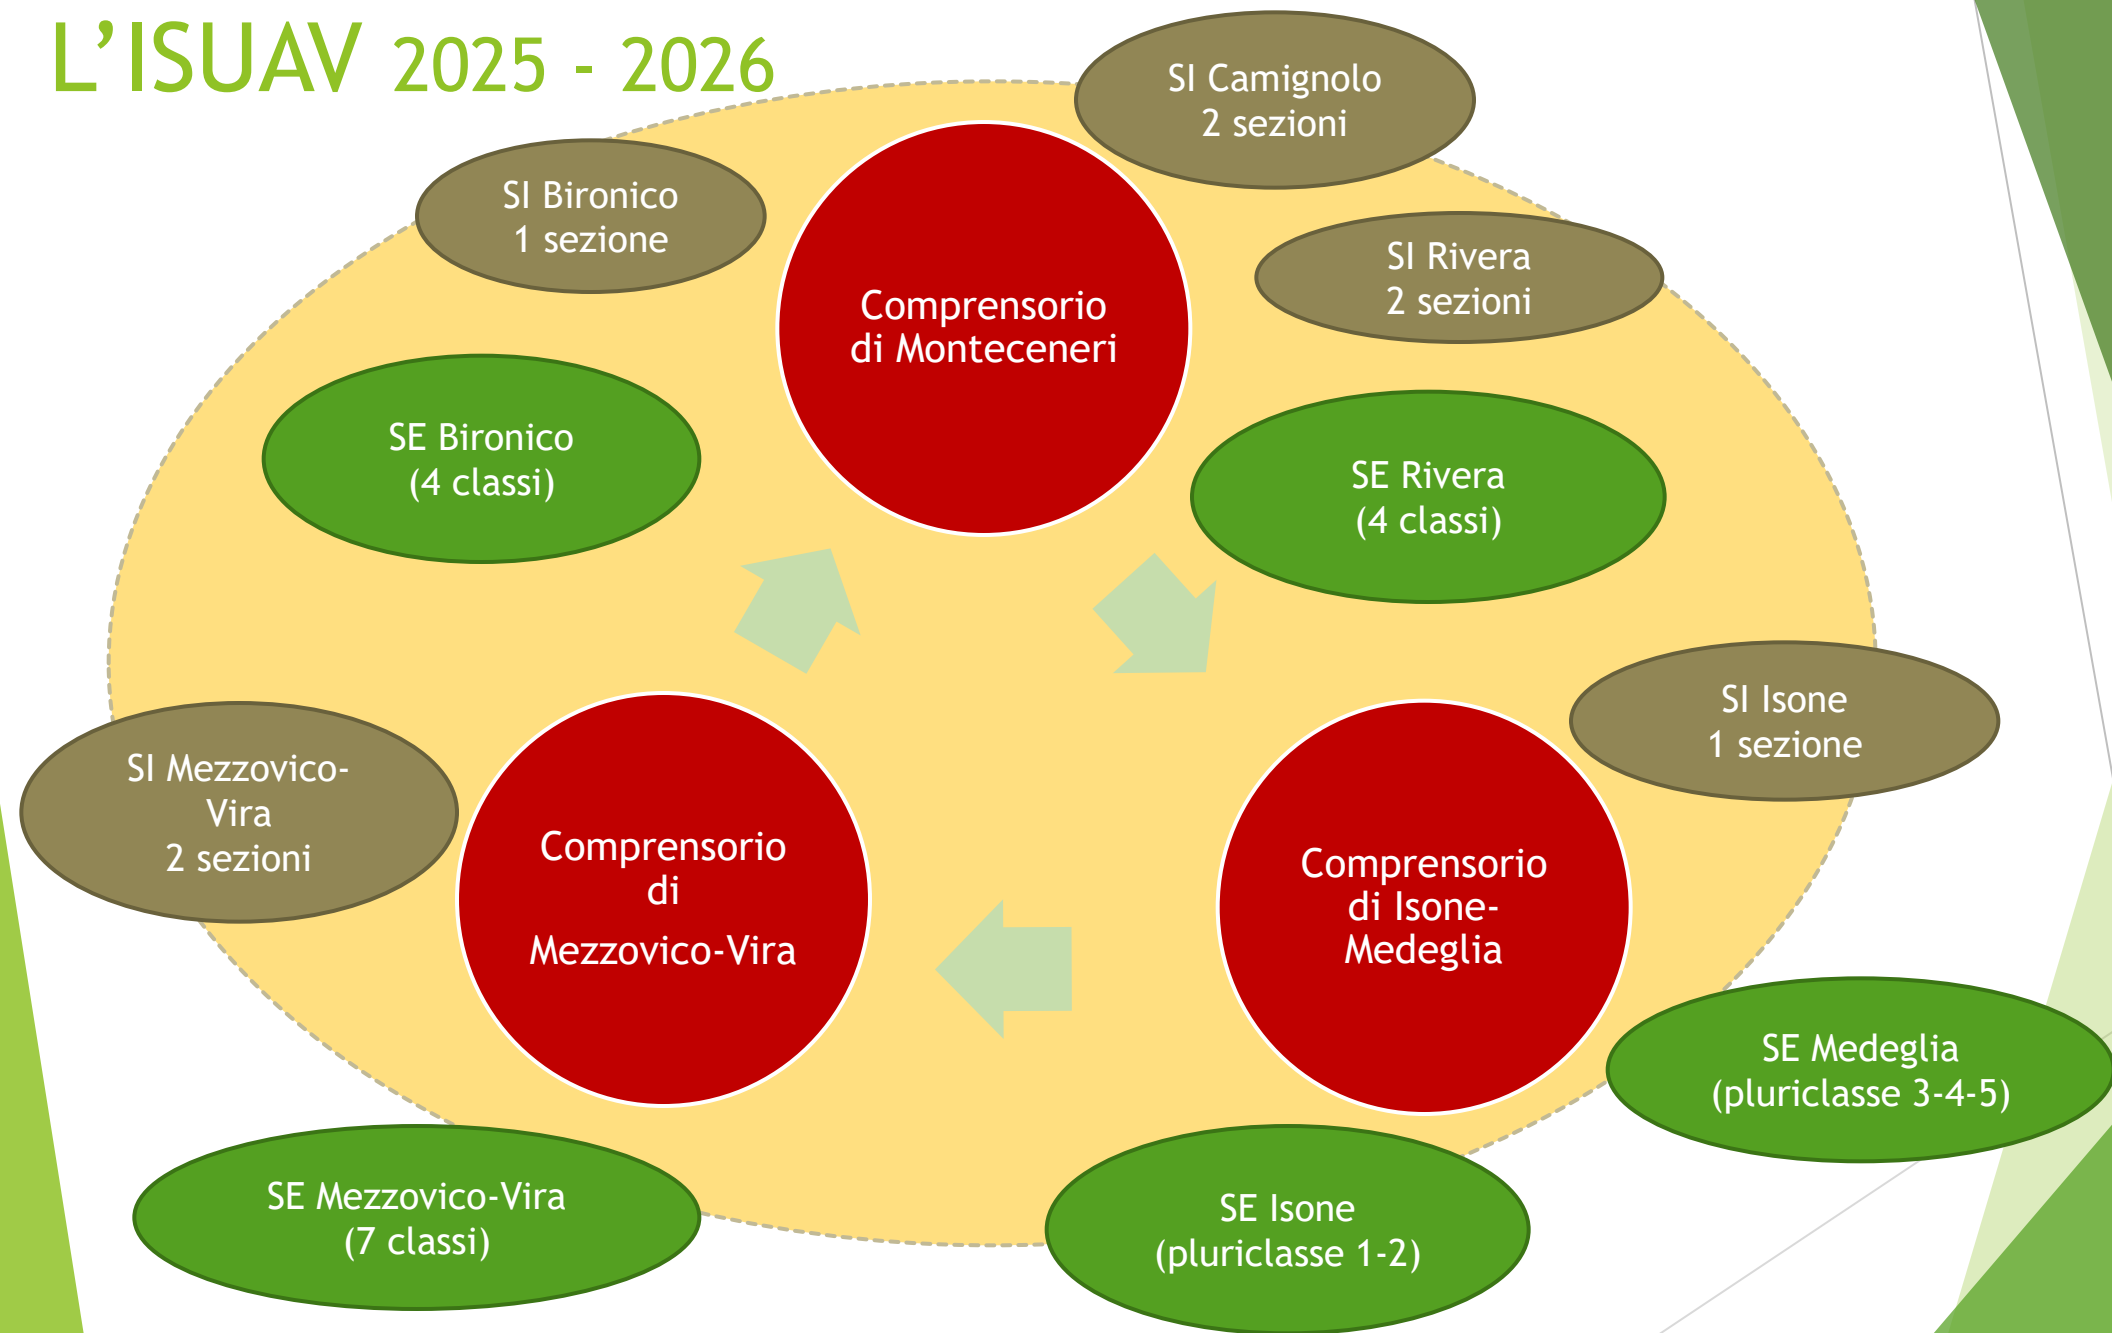 L'ISUAV 2025 - 2026
SI Camignolo
2 sezioni
SI Bironico
1 sezione
SI Rivera
2 sezioni
Comprensorio
di Monteceneri
SE Bironico
(4 classi)
SE Rivera
(4 classi)
SI Isone
1 sezione
SI Mezzovico-
Vira
2 sezioni
Comprensorio
di
Mezzovico-Vira
Comprensorio
di Isone-
Medeglia
SE Medeglia
(pluriclasse 3-4-5)
SE Mezzovico-Vira
(7 classi)
SE Isone
(pluriclasse 1-2)